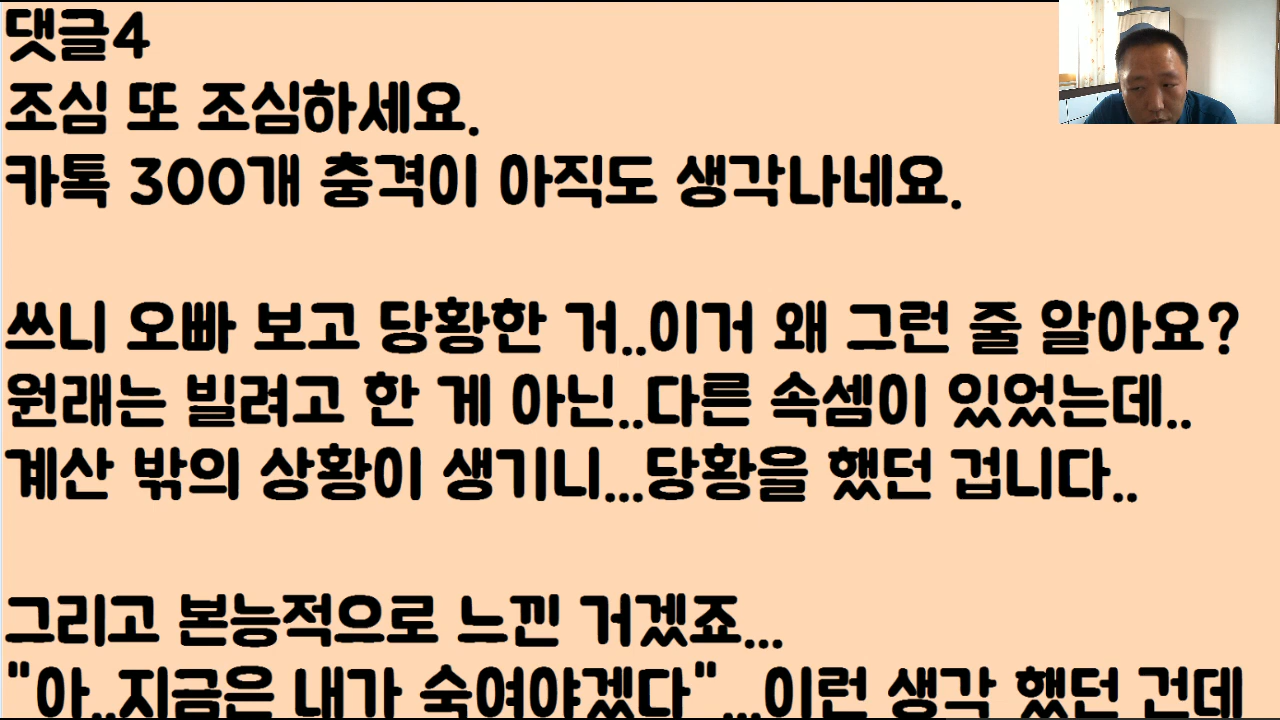 댓글4
조심 또 조심하세요.
카톡 300개 충격이 아직도 생각나네요.
쓰니 오빠 보고 당황한 거..이거 왜 그런 줄 알아요?
원래는 빌려고 한 게 아닌..다른 속셈이 있었는데..
계산 밖의 상황이 생기니...당황을 했던 겁니다..
그리고 본능적으로 느낀 거겠죠...
"아..지금은 내가 숙여야겠다"...이런 생각 했던 건데